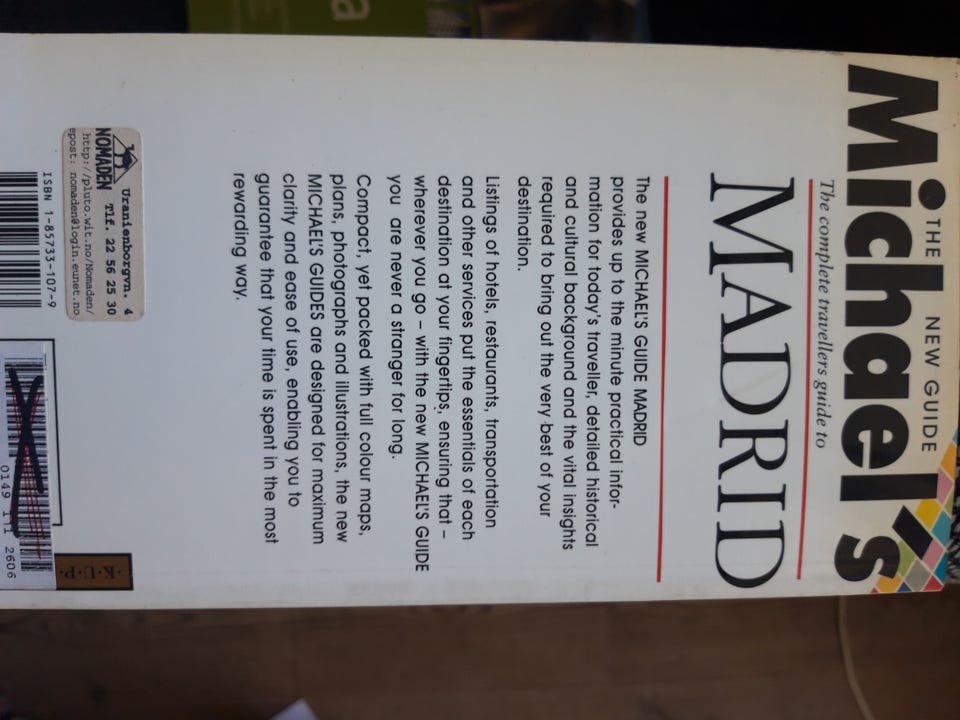 THE NEW GUIDE
Michael's
The complete travellers guide to
MADRID
The new MICHAEL'S GUIDE MADRID
provides up to the minute practical infor-
mation for today's traveller, detailed historical
and cultural background and the vital insights
required to bring out the very best of your
destination.
Listings of hotels, restaurants, transportation
and other services put the essentials of each
destination at your fingertips, ensuring that –
wherever you go – with the new MICHAEL'S GUIDE
you are never a stranger for long.
Compact, yet packed with full colour maps,
plans, photographs and illustrations, the new
MICHAEL'S GUIDES are designed for maximum
clarity and ease of use, enabling you to
guarantee that your time is spent in the most
rewarding way.
Uranienborgvn. 4
NOMADEN Tlf. 22 56 25 30
http://pluto.wit.no/Nomaden/
epost: nomaden@login.eunet.no
ISBN 1-85733-107-9
K·U·P
a